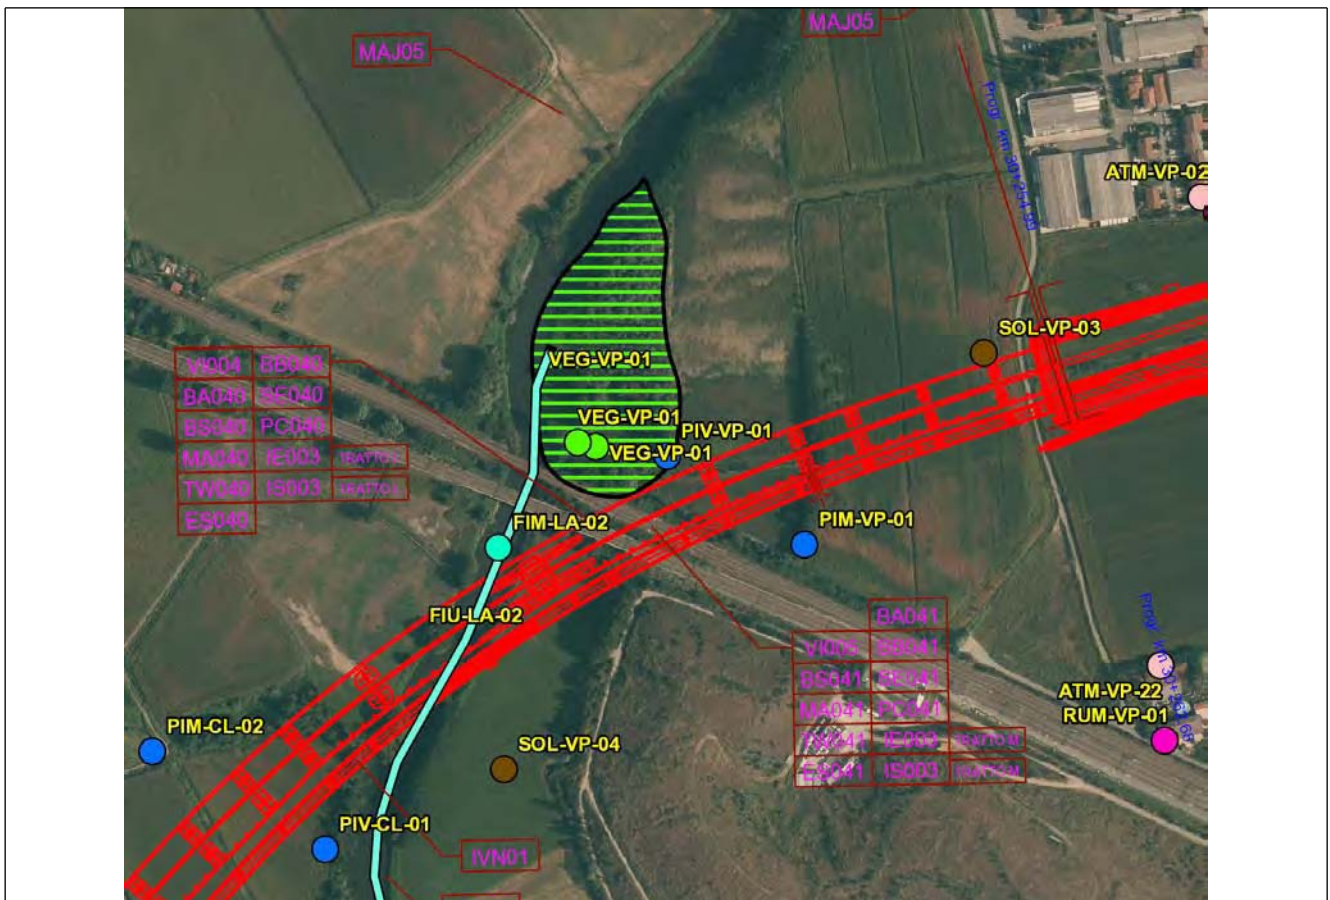 MAJ05
MAJ05
ATM-VP-02
SOL-VP-03
VI004 BB040
BA040 SE040
BS040 PC040
MA040 IE003
TW040 IS003
ES040
VEG-VP-01
VEG-VP-01
PIV-VP-01
VEG-VP-01
FIM-LA-02
PIM-VP-01
FIU-LA-02
BA041
VI005 BB041
BS041 SE041
MA041 PC041
TW041 IE003
ES041 IS003
ATM-VP-22
RUM-VP-01
PIM-CL-02
SOL-VP-04
PIV-CL-01
IVN01